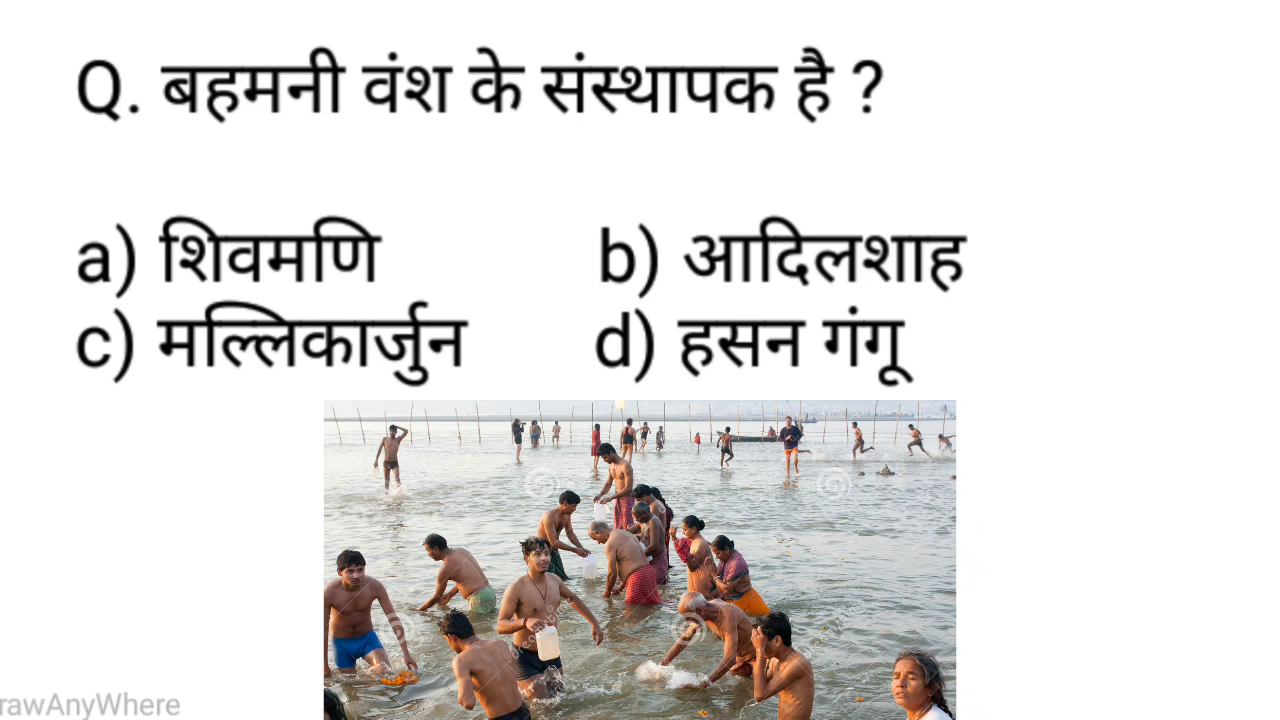 Q. बहमनी वंश के संस्थापक है ?
a) शिवमणि b) आदिलशाह
c) मल्लिकार्जुन d) हसन गंगू
rawAnyWhere